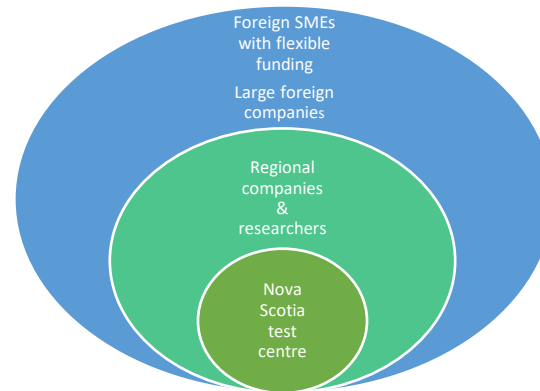 Foreign SMEs
with flexible
funding
Large foreign
companies
Regional
companies
&
researchers
Nova
Scotia
test
centre